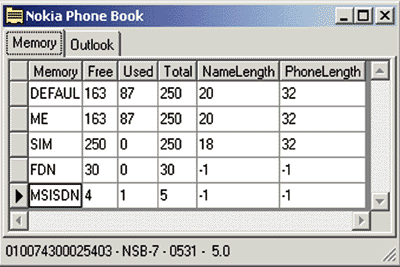 Nokia Phone Book
Memory Outlook
Memory Free Used Total NameLength PhoneLength
DEFAUL 163 87 250 20 32
ME 163 87 250 20 32
SIM 250 0 250 18 32
FDN 30 0 30 -1 -1
MSISDN 4 1 5 -1 -1
010074300025403 - NSB-7 - 0531 - 5.0